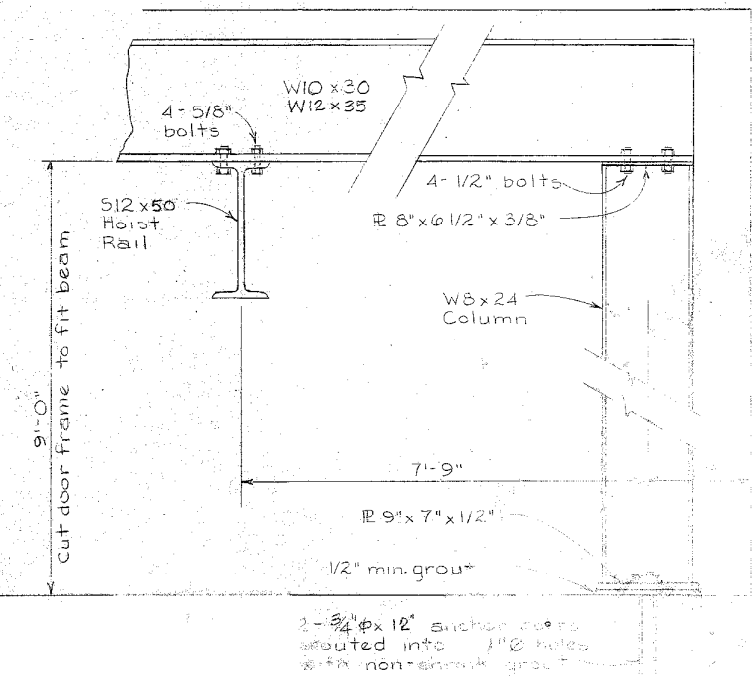 W10 x 30
W12 x 35
4 - 5/8"
bolts
4 - 1/2" bolts
S12 x 50
Hoist
Rail
PL 8" x 6 1/2" x 3/8"
W8 x 24
Column
9'-0"
Cut door frame to fit beam
7'-9"
PL 9" x 7" x 1/2"
1/2" min. grout
2 - 3/4"φ x 12" anchor
grouted into 1"Ø holes
with non-shrink grout